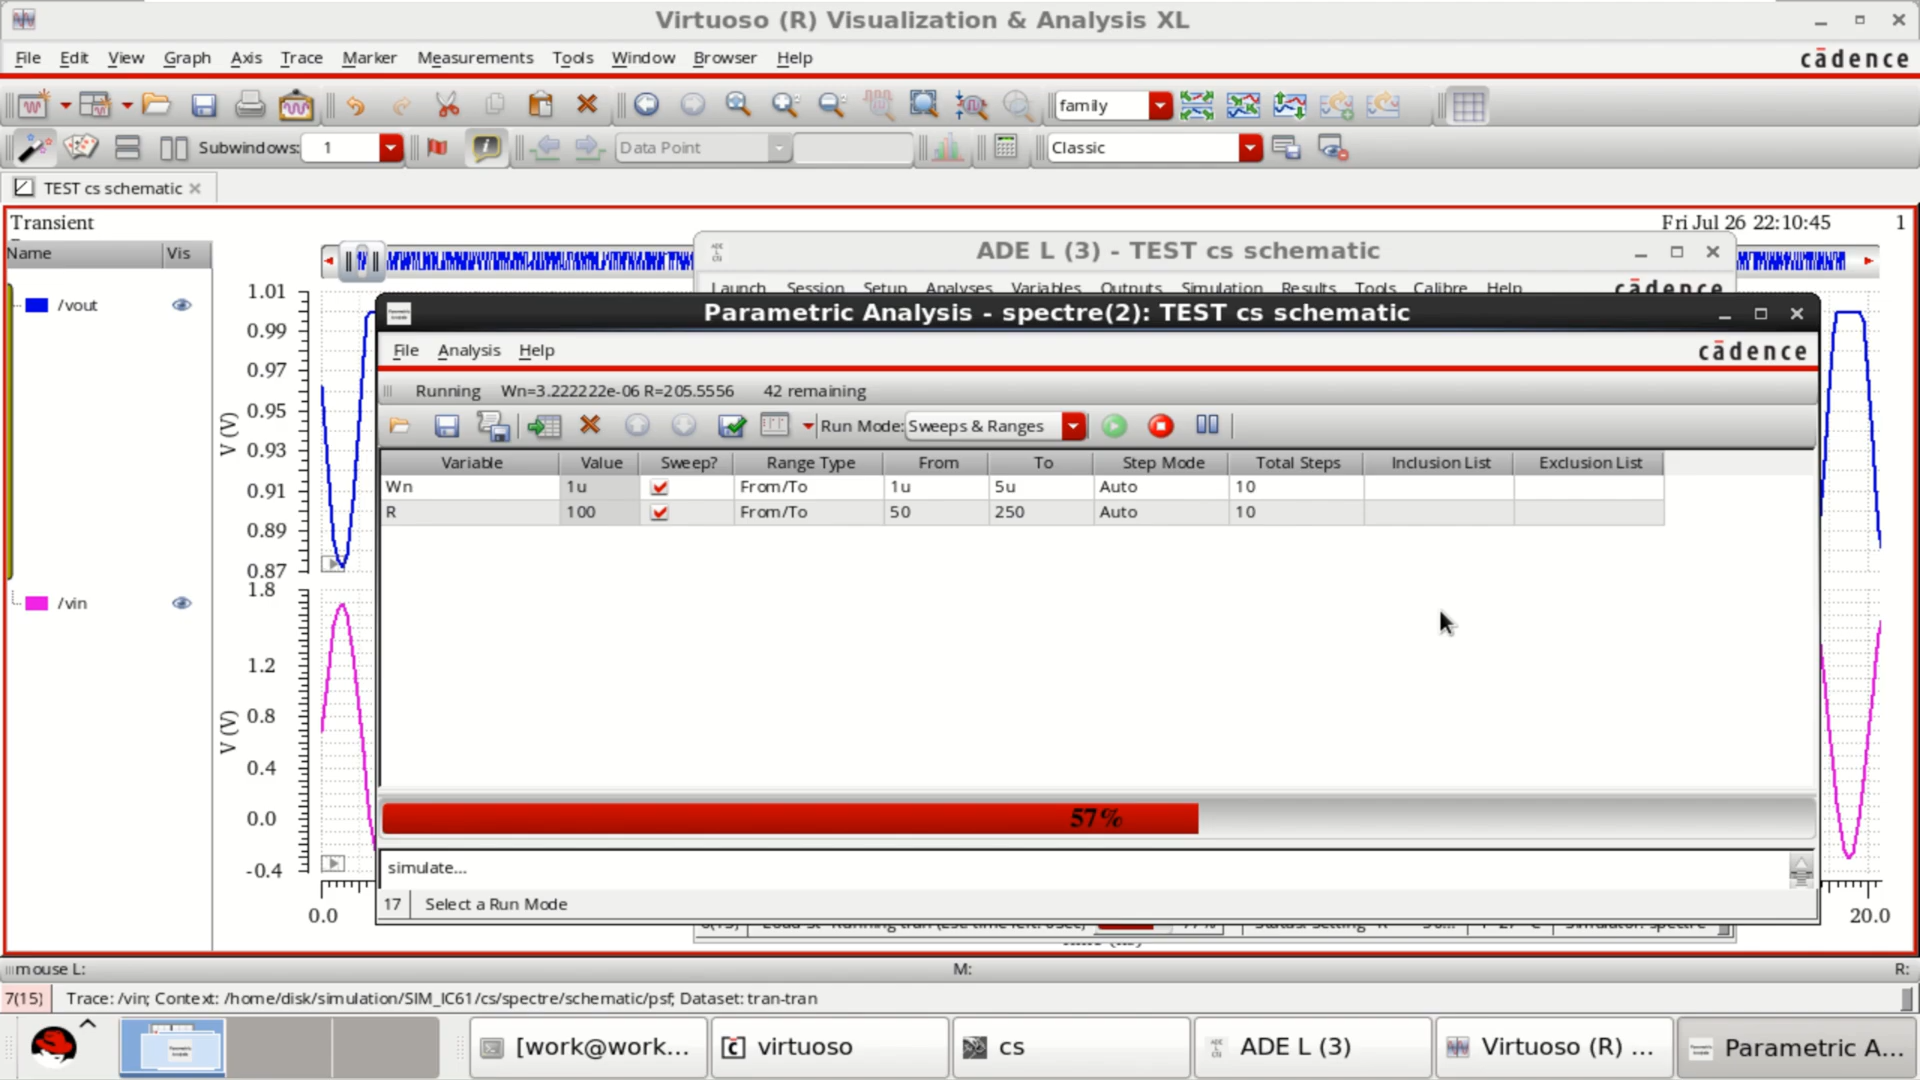 Virtuoso (R) Visualization & Analysis XL
File Edit View Graph Axis Trace Marker Measurements Tools Window Browser Help
cādence
family
Subwindows: 1
Data Point
Classic
TEST cs schematic
Transient
Fri Jul 26 22:10:45 1
Name Vis
/vout
/vin
1.01
0.99
0.97
0.95
0.93
0.91
0.89
0.87
V (V)
1.8
1.2
0.8
0.4
0.0
-0.4
V (V)
0.0
20.0
ADE L (3) - TEST cs schematic
Launch Session Setup Analyses Variables Outputs Simulation Results Tools Calibre Help
cādence
Parametric Analysis - spectre(2): TEST cs schematic
File Analysis Help
cādence
Running Wn=3.222222e-06 R=205.5556 42 remaining
Run Mode: Sweeps & Ranges
Variable Value Sweep? Range Type From To Step Mode Total Steps Inclusion List Exclusion List
Wn 1u From/To 1u 5u Auto 10
R 100 From/To 50 250 Auto 10
57%
simulate...
17 Select a Run Mode
mouse L: M: R:
7(15) Trace: /vin; Context: /home/disk/simulation/SIM_IC61/cs/spectre/schematic/psf; Dataset: tran-tran
[work@work...
virtuoso
cs
ADE L (3)
Virtuoso (R) ...
Parametric A...